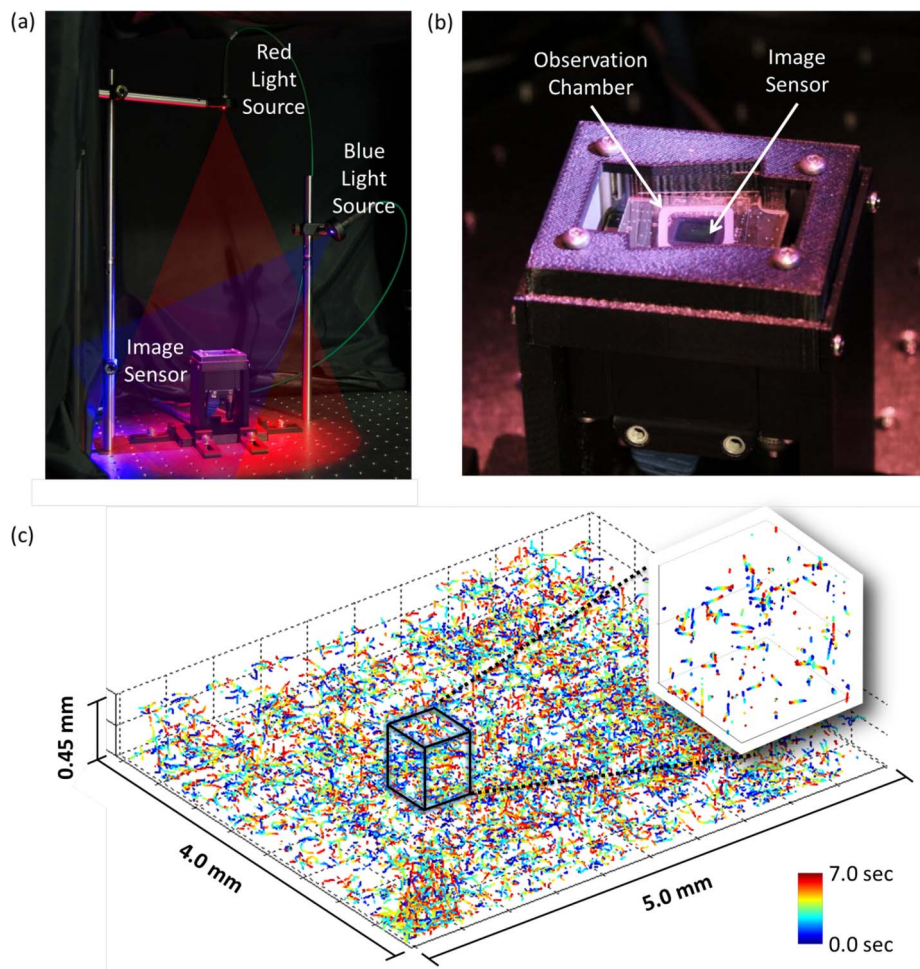 (a)
Red
Light
Source
Blue
Light
Source
Image
Sensor
(b)
Observation
Chamber
Image
Sensor
(c)
0.45 mm
4.0 mm
5.0 mm
7.0 sec
0.0 sec